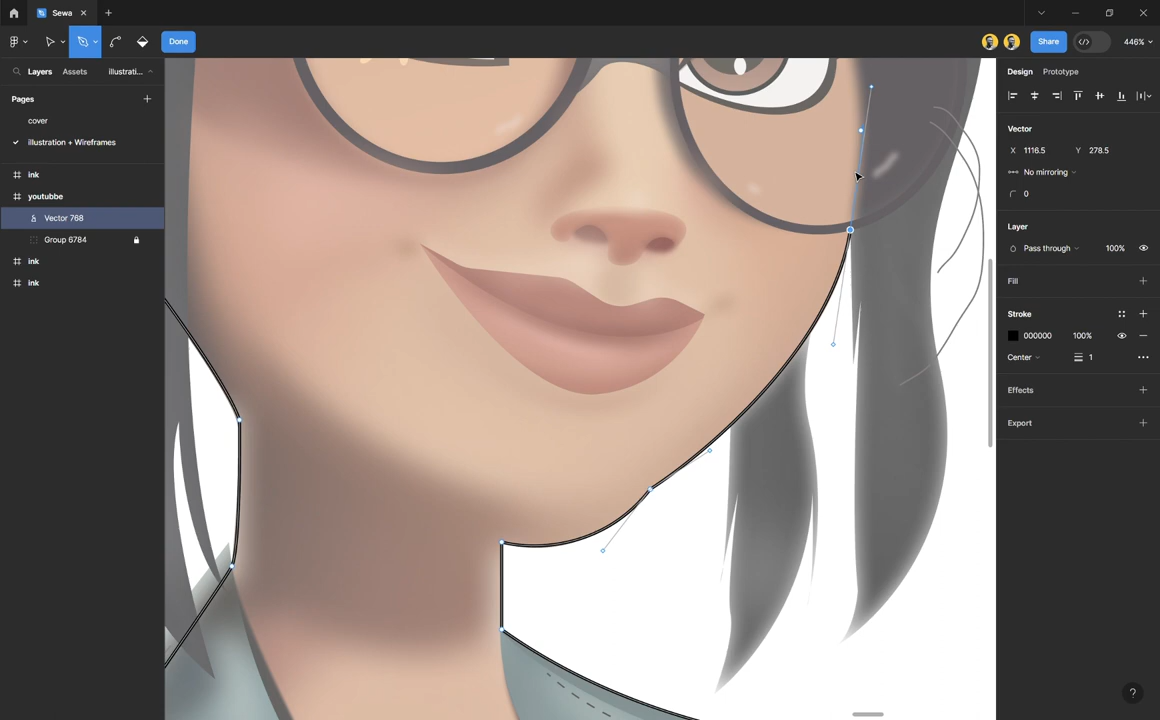 Sewa
Done
Share
446%
Layers
Assets
illustrati...
Pages
cover
illustration + Wireframes
ink
youtubbe
Vector 768
Group 6784
ink
ink
Design
Prototype
Vector
X 1116.5 Y 278.5
No mirroring
0
Layer
Pass through 100%
Fill
Stroke
000000 100%
Center 1
Effects
Export
?